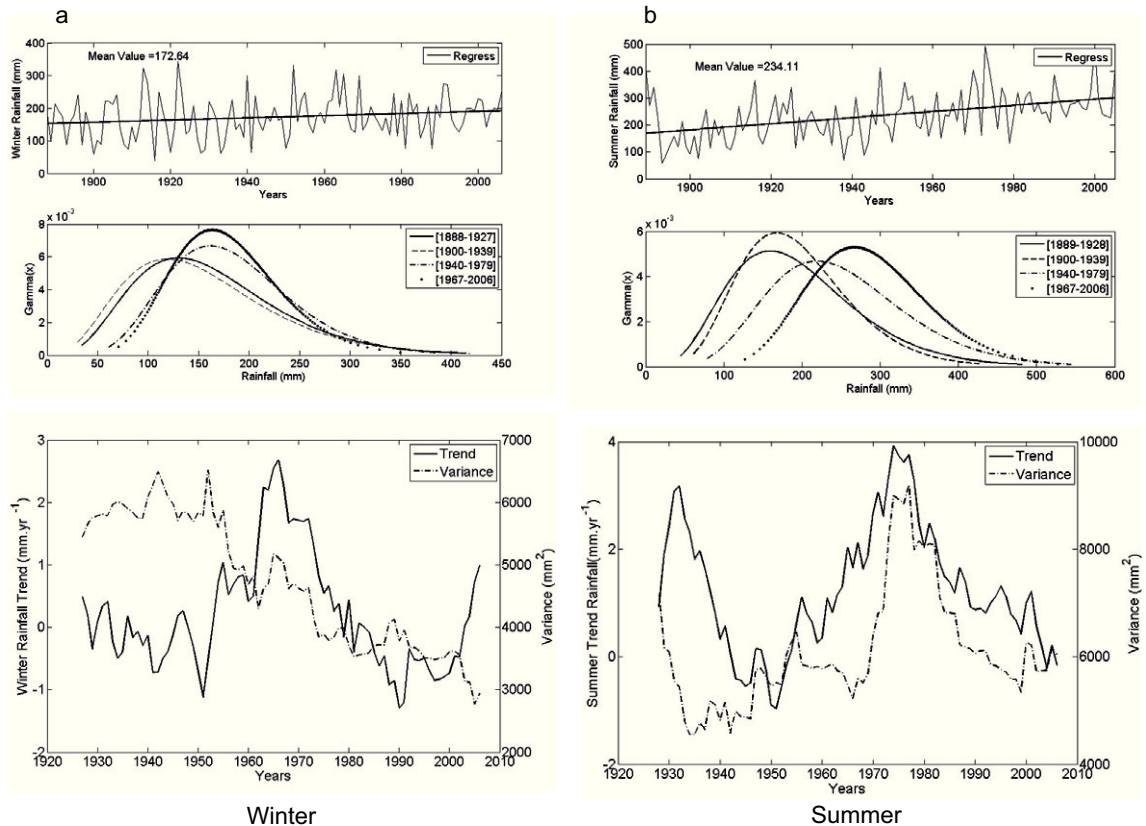 a
400
300
200
100
0
Winter Rainfall (mm)
Mean Value =172.64
Regress
1900 1920 1940 1960 1980 2000
Years
x 10 -3
8
6
4
2
0
Gamma(x)
[1888-1927]
[1900-1939]
[1940-1979]
[1967-2006]
0 50 100 150 200 250 300 350 400 450
Rainfall (mm)
b
500
400
300
200
100
0
Summer Rainfall (mm)
Mean Value =234.11
Regress
1900 1920 1940 1960 1980 2000
Years
x 10 -3
6
4
2
0
Gamma(x)
[1889-1928]
[1900-1939]
[1940-1979]
[1967-2006]
0 100 200 300 400 500 600
Rainfall (mm)
3
2
1
0
-1
-2
Winter Rainfall Trend (mm.yr -1)
Trend
Variance
7000
6000
5000
4000
3000
2000
Variance (mm2)
1920 1930 1940 1950 1960 1970 1980 1990 2000 2010
Years
Winter
4
2
0
-2
Summer Trend Rainfall(mm.yr -1)
Trend
Variance
10000
8000
6000
4000
Variance (mm2)
1920 1930 1940 1950 1960 1970 1980 1990 2000 2010
Years
Summer